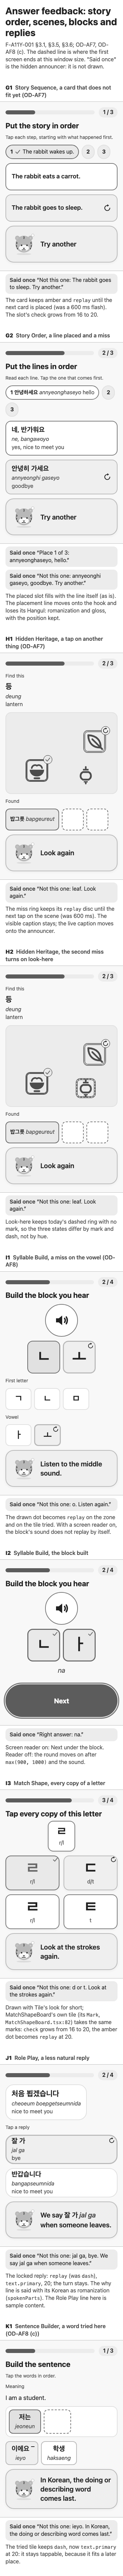 Answer feedback: story order, scenes, blocks and replies
F-A11Y-001 §3.1, §3.5, §3.6; OD-AF7, OD-AF8 (c). The dashed line is where the first screen ends at this window size. "Said once" is the hidden announcer: it is not drawn.
G1 Story Sequence, a card that does not fit yet (OD-AF7)
1 / 3
Put the story in order
Tap each step, starting with what happened first.
1 ✓ The rabbit wakes up.
2
3
The rabbit eats a carrot.
The rabbit goes to sleep.
Try another
Said once "Not this one: The rabbit goes to sleep. Try another."
The card keeps amber and replay until the next card is placed (was a 600 ms flash). The slot's check grows from 16 to 20.
G2 Story Order, a line placed and a miss
2 / 3
Put the lines in order
Read each line. Tap the one that comes first.
1 안녕하세요 annyeonghaseyo hello
2
3
네, 반가워요
ne, bangawoyo
yes, nice to meet you
안녕히 가세요
annyeonghi gaseyo
goodbye
Try another
Said once "Place 1 of 3: annyeonghaseyo, hello."
Said once "Not this one: annyeonghi gaseyo, goodbye. Try another."
The placed slot fills with the line itself (as is). The placement line moves onto the hook and loses its Hangul: romanization and gloss, with the position kept.
H1 Hidden Heritage, a tap on another thing (OD-AF7)
2 / 3
Find this
등
deung
lantern
Found
밥그릇 bapgeureut
Look again
Said once "Not this one: leaf. Look again."
The miss ring keeps its replay disc until the next tap on the scene (was 600 ms). The visible caption stays; the live caption moves onto the announcer.
H2 Hidden Heritage, the second miss turns on look-here
2 / 3
Find this
등
deung
lantern
Found
밥그릇 bapgeureut
Look again
Said once "Not this one: leaf. Look again."
Look-here keeps today's dashed ring with no mark, so the three states differ by mark and dash, not by hue.
I1 Syllable Build, a miss on the vowel (OD-AF8)
2 / 4
Build the block you hear
ㄴ
ㅗ
First letter
ㄱ
ㄴ
ㅁ
Vowel
ㅏ
ㅗ
Listen to the middle sound.
Said once "Not this one: o. Listen again."
The drawn dot becomes replay on the zone and on the tile tried. With a screen reader on, the block's sound does not replay by itself.
I2 Syllable Build, the block built
2 / 4
Build the block you hear
ㄴ
ㅏ
na
Next
Said once "Right answer: na."
Screen reader on: Next under the block. Reader off: the round moves on after max(900, 1000) and the sound.
I3 Match Shape, every copy of a letter
3 / 4
Tap every copy of this letter
ㄹ
r/l
ㄹ
r/l
ㄷ
d/t
ㄹ
r/l
ㅌ
t
Look at the strokes again.
Said once "Not this one: d or t. Look at the strokes again."
Drawn with Tile's look for short; MatchShapeBoard's own tile (its Mark, MatchShapeBoard.tsx:82) takes the same marks: check grows from 16 to 20, the amber dot becomes replay at 20.
J1 Role Play, a less natural reply
2 / 4
처음 뵙겠습니다
cheoeum boepgetseumnida
nice to meet you
Tap a reply
잘 가
jal ga
bye
반갑습니다
bangapseumnida
nice to meet you
We say 잘 가 jal ga when someone leaves.
Said once "Not this one: jal ga, bye. We say jal ga when someone leaves."
The locked reply: replay (was dash), text.primary, 20; the turn stays. The why line is said with its Korean as romanization (spokenParts). The Role Play line here is sample content.
K1 Sentence Builder, a word tried here (OD-AF8 (c))
1 / 3
Build the sentence
Tap the words in order.
Meaning
I am a student.
저는
jeoneun
이에요
ieyo
학생
haksaeng
In Korean, the doing or describing word comes last.
Said once "Not this one: ieyo. In Korean, the doing or describing word comes last."
The tried tile keeps dash, now text.primary at 20: it stays tappable, because it fits a later place.